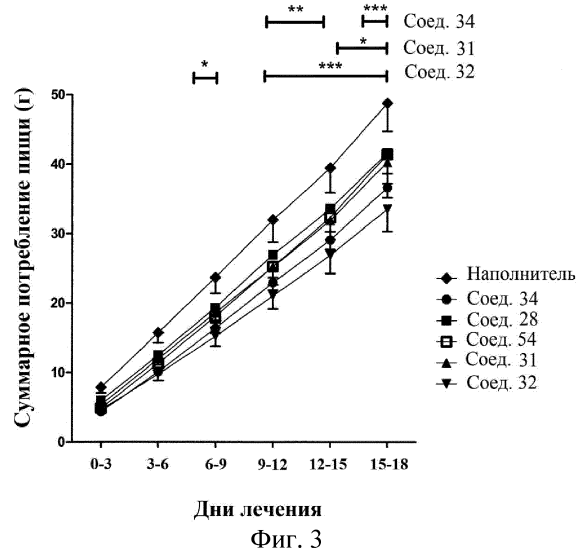 ** *** Соед. 34
* Соед. 31
* *** Соед. 32
Суммарное потребление пищи (г)
50
40
30
20
10
0
0-3 3-6 6-9 9-12 12-15 15-18
Дни лечения
Наполнитель
Соед. 34
Соед. 28
Соед. 54
Соед. 31
Соед. 32
Фиг. 3